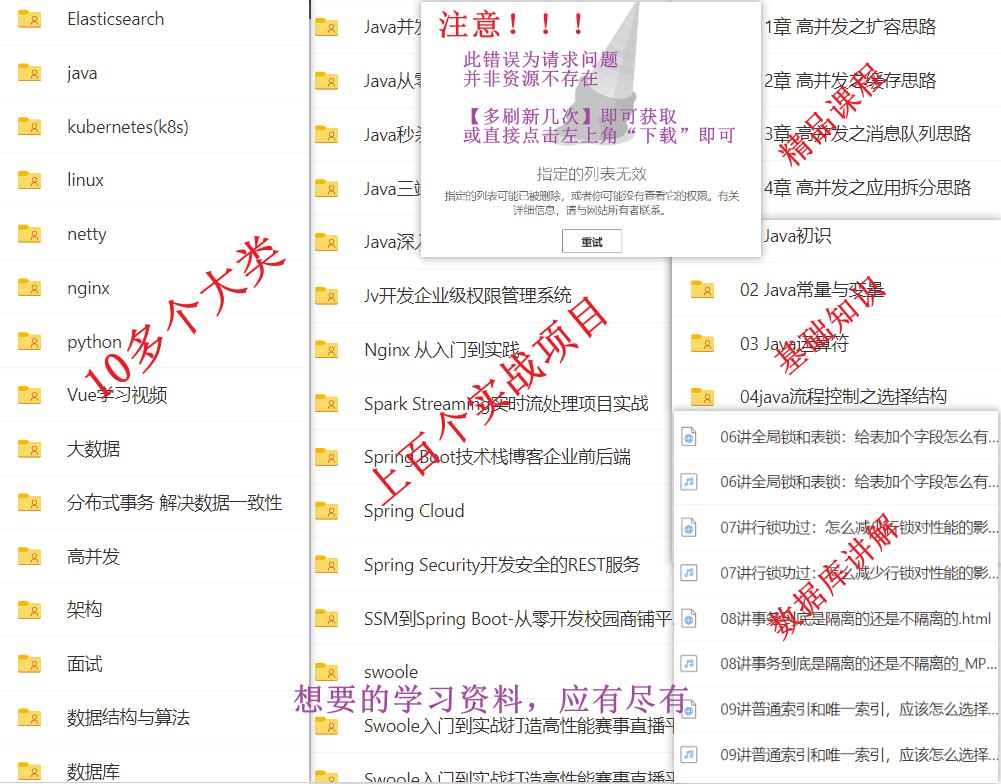 Elasticsearch
java
kubernetes(k8s)
linux
netty
nginx
python
Vue学习视频
大数据
分布式事务 解决数据一致性
高并发
架构
面试
数据结构与算法
数据库
10多个大类
Java并发
Java从零
Java秒杀
Java三端
Java深入
Jv开发企业级权限管理系统
Nginx 从入门到实践
Spark Streaming实时流处理项目实战
Spring Boot技术栈博客企业前后端
Spring Cloud
Spring Security开发安全的REST服务
SSM到Spring Boot-从零开发校园商铺平
swoole
Swoole入门到实战打造高性能赛事直播平
Swoole入门到实战打造高性能赛事直播平
上百个实战项目
想要的学习资料，应有尽有
注意！！！
此错误为请求问题
并非资源不存在
【多刷新几次】即可获取
或直接点击左上角“下载”即可
指定的列表无效
指定的列表可能已被删除，或者你可能没有查看它的权限。有关
详细信息，请与网站所有者联系。
重试
1章 高并发之扩容思路
2章 高并发之缓存思路
3章 高并发之消息队列思路
4章 高并发之应用拆分思路
精品课程
Java初识
02 Java常量与变量
03 Java运算符
04java流程控制之选择结构
基础知识
06讲全局锁和表锁：给表加个字段怎么有...
06讲全局锁和表锁：给表加个字段怎么有...
07讲行锁功过：怎么减少行锁对性能的影...
07讲行锁功过：怎么减少行锁对性能的影...
08讲事务到底是隔离的还是不隔离的.html
08讲事务到底是隔离的还是不隔离的_MP...
09讲普通索引和唯一索引，应该怎么选择...
09讲普通索引和唯一索引，应该怎么选择...
数据库讲解